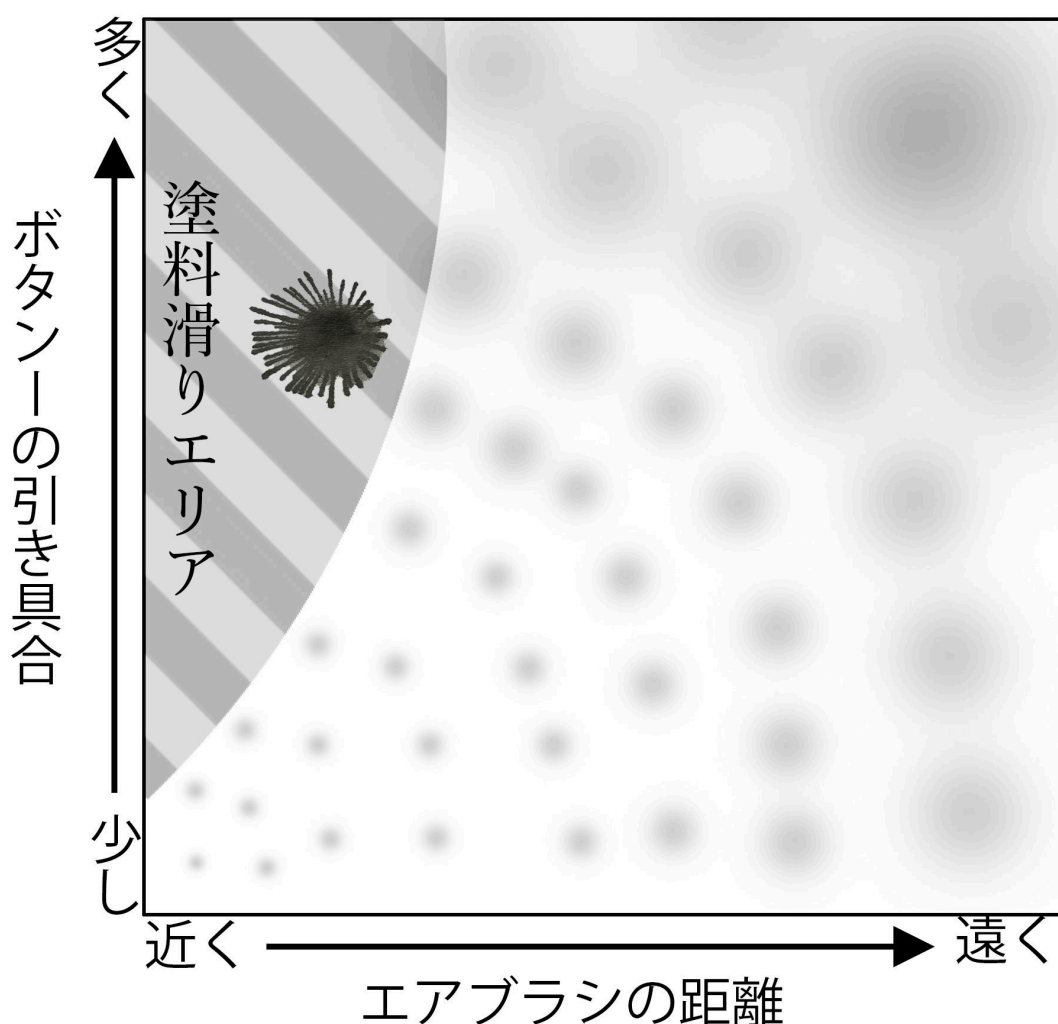 多く
ボタンーの引き具合
少し
塗料滑りエリア
近く
遠く
エアブラシの距離